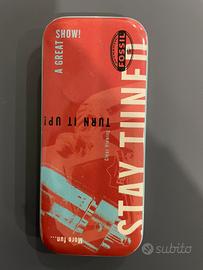 A GREAT SHOW!
FOSSIL
STAY TUNED
TURN IT UP!
More fun...
subito